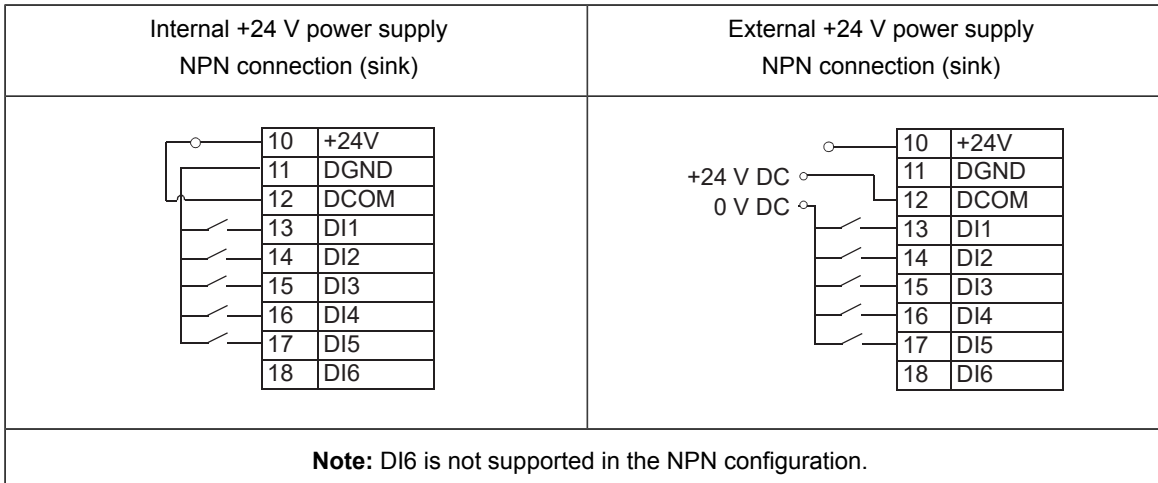 Internal +24 V power supply
NPN connection (sink)
External +24 V power supply
NPN connection (sink)
10 +24V
11 DGND
12 DCOM
13 DI1
14 DI2
15 DI3
16 DI4
17 DI5
18 DI6
+24 V DC
0 V DC
10 +24V
11 DGND
12 DCOM
13 DI1
14 DI2
15 DI3
16 DI4
17 DI5
18 DI6
Note: DI6 is not supported in the NPN configuration.